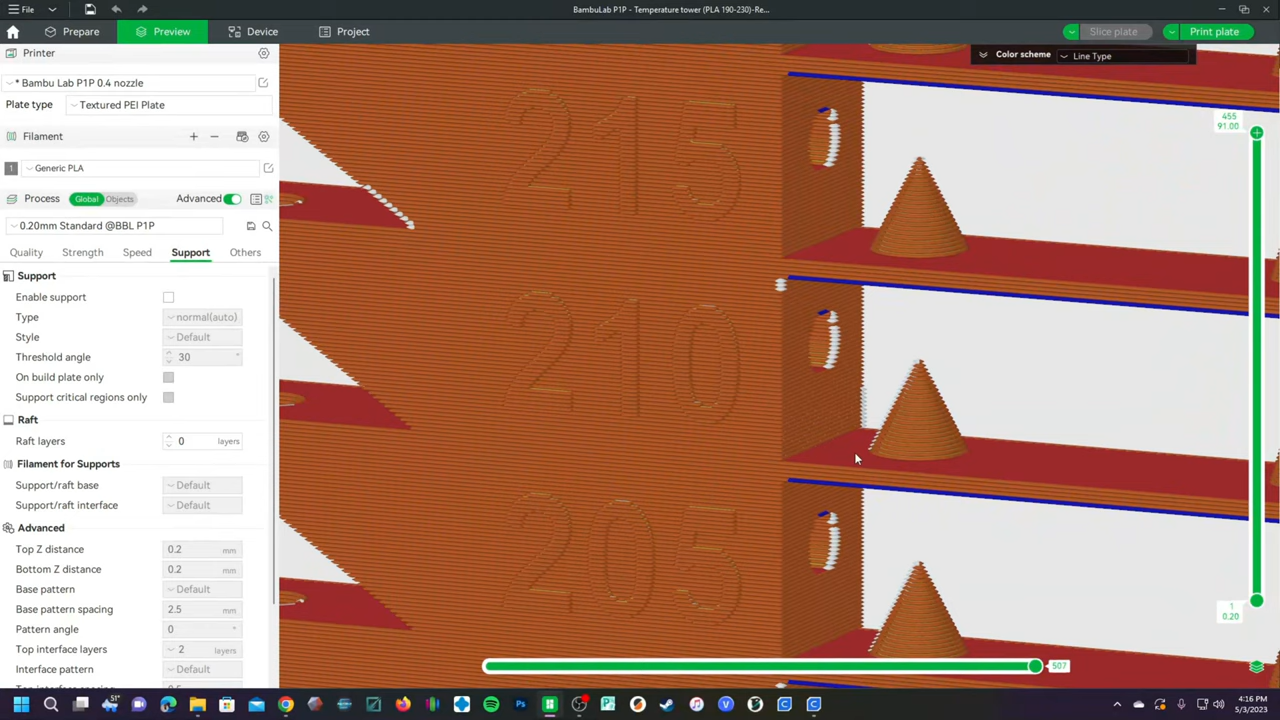 File
BambuLab P1P - Temperature tower (PLA 190-230)-Re...
Prepare
Preview
Device
Project
Slice plate
Print plate
Printer
Color scheme
Line Type
* Bambu Lab P1P 0.4 nozzle
Plate type
Textured PEI Plate
Filament
1
Generic PLA
Process
Global
Objects
Advanced
0.20mm Standard @BBL P1P
Quality
Strength
Speed
Support
Others
Support
Enable support
Type
normal(auto)
Style
Default
Threshold angle
30
°
On build plate only
Support critical regions only
Raft
Raft layers
0
layers
Filament for Supports
Support/raft base
Default
Support/raft interface
Default
Advanced
Top Z distance
0.2
mm
Bottom Z distance
0.2
mm
Base pattern
Default
Base pattern spacing
2.5
mm
Pattern angle
0
°
Top interface layers
2
layers
Interface pattern
Default
215
210
205
455
91.00
1
0.20
507
51°
4:16 PM
5/3/2023